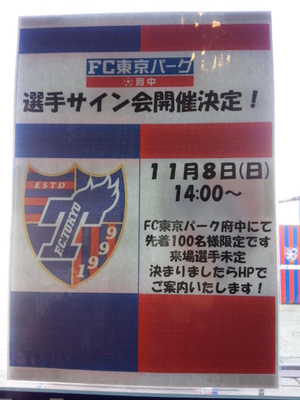 FC東京パーク
府中
選手サイン会開催決定!
11月8日(日)
14:00～
ESTD
F.C.TOKYO
1999
FC東京パーク府中にて
先着100名様限定です
来場選手未定
決まりましたらHPで
ご案内いたします!